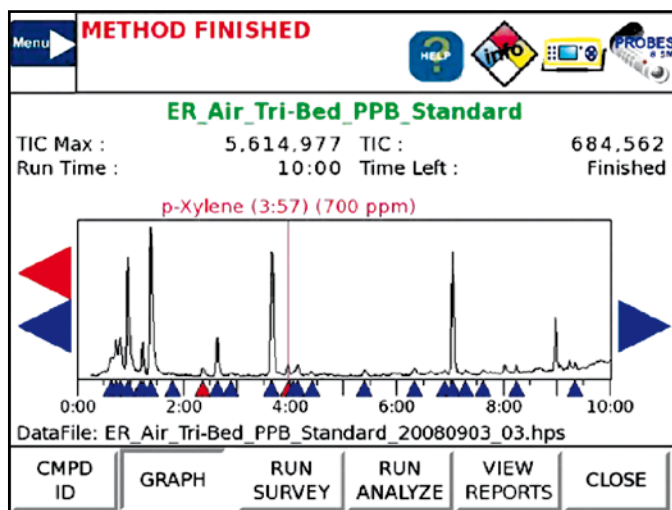 Menu
METHOD FINISHED
HELP
info
PROBES
& SMP
ER_Air_Tri-Bed_PPB_Standard
TIC Max : 5,614,977 TIC : 684,562
Run Time : 10:00 Time Left : Finished
p-Xylene (3:57) (700 ppm)
0:00 2:00 4:00 6:00 8:00 10:00
DataFile: ER_Air_Tri-Bed_PPB_Standard_20080903_03.hps
CMPD ID
GRAPH
RUN SURVEY
RUN ANALYZE
VIEW REPORTS
CLOSE